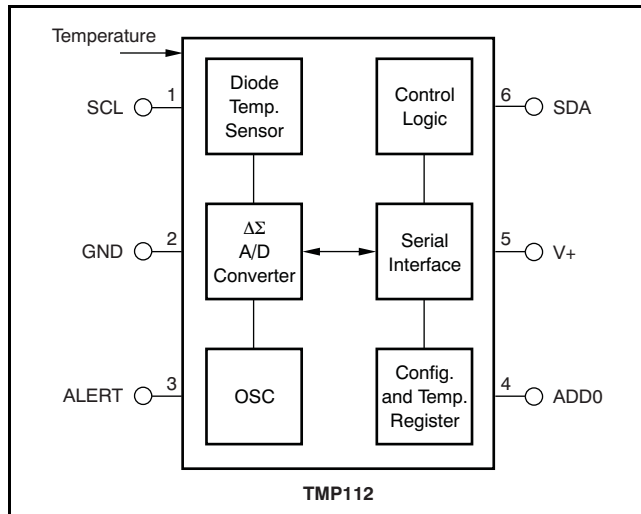 Temperature
SCL
1
Diode
Temp.
Sensor
Control
Logic
6
SDA
GND
2
ΔΣ
A/D
Converter
Serial
Interface
5
V+
ALERT
3
OSC
Config.
and Temp.
Register
4
ADD0
TMP112